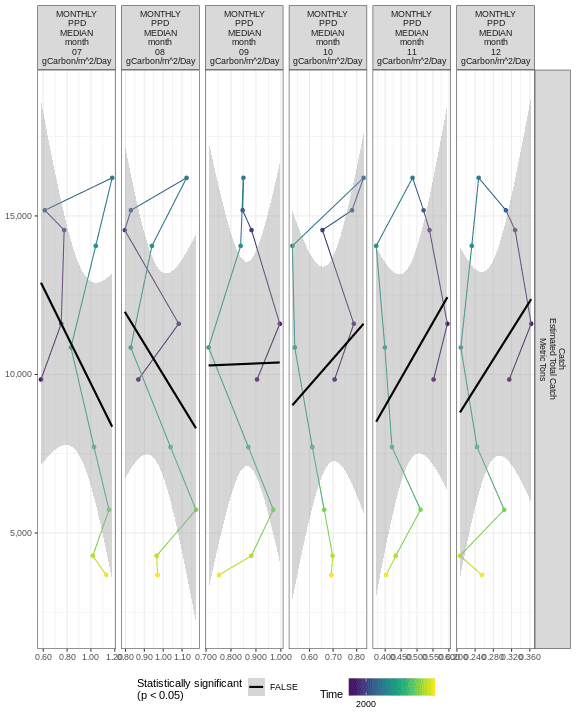 MONTHLY
PPD
MEDIAN
month
07
gCarbon/m^2/Day
MONTHLY
PPD
MEDIAN
month
08
gCarbon/m^2/Day
MONTHLY
PPD
MEDIAN
month
09
gCarbon/m^2/Day
MONTHLY
PPD
MEDIAN
month
10
gCarbon/m^2/Day
MONTHLY
PPD
MEDIAN
month
11
gCarbon/m^2/Day
MONTHLY
PPD
MEDIAN
month
12
gCarbon/m^2/Day
15,000
10,000
5,000
Catch
Estimated Total Catch
Metric Tons
0.60 0.80 1.00 1.20
0.80 0.90 1.00 1.10
0.700 0.800 0.900 1.000
0.60 0.70 0.80
0.400 0.450 0.500 0.550 0.600
0.200 0.240 0.280 0.320 0.360
Statistically significant
(p < 0.05)
FALSE
Time
2000